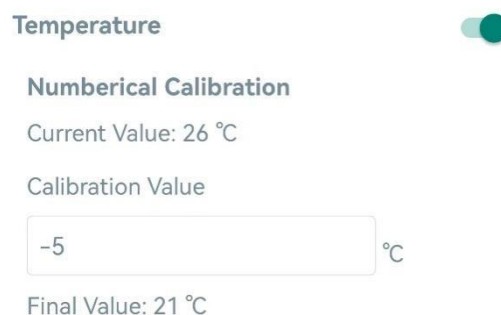 Temperature
Numberical Calibration
Current Value: 26 ℃
Calibration Value
-5
℃
Final Value: 21 ℃